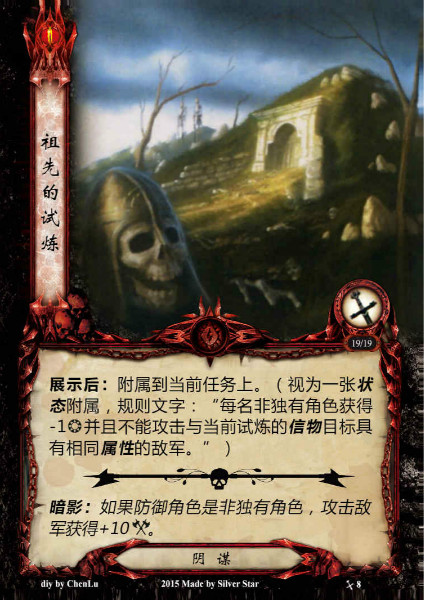 祖先的试炼
19/19
展示后：附属到当前任务上。（视为一张状
态附属，规则文字：“每名非独有角色获得
-1并且不能攻击与当前试炼的信物目标具
有相同属性的敌军。”）
暗影：如果防御角色是非独有角色，攻击敌
军获得+10。
阴谋
diy by ChenLu
2015 Made by Silver Star
8